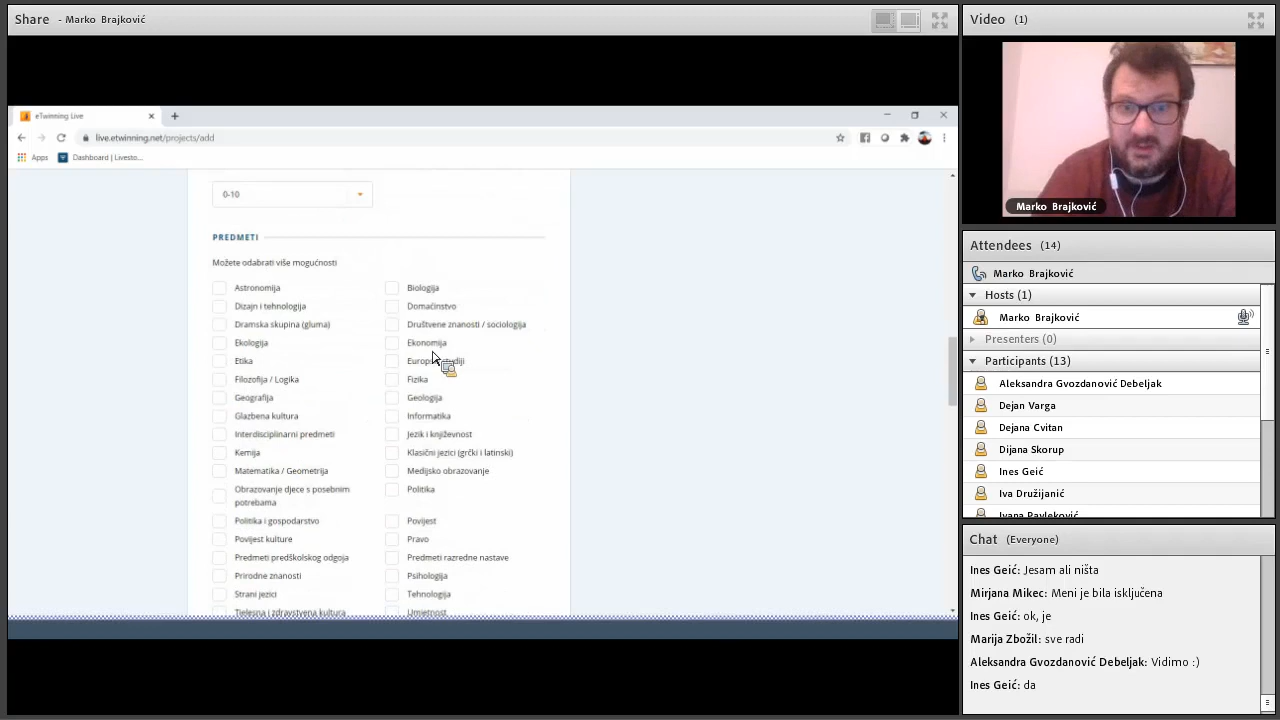 Share - Marko Brajković
Video (1)
eTwinning Live
live.etwinning.net/projects/add
Apps
Dashboard | Livesto...
0-10
PREDMETI
Možete odabrati više mogućnosti
Astronomija
Biologija
Dizajn i tehnologija
Domaćinstvo
Dramska skupina (gluma)
Društvene znanosti / sociologija
Ekologija
Ekonomija
Etika
Filozofija / Logika
Fizika
Geografija
Geologija
Glazbena kultura
Informatika
Interdisciplinarni predmeti
Jezik i književnost
Kemija
Klasični jezici (grčki i latinski)
Matematika / Geometrija
Medijsko obrazovanje
Obrazovanje djece s posebnim
potrebama
Politika
Politika i gospodarstvo
Povijest
Povijest kulture
Pravo
Predmeti predškolskog odgoja
Predmeti razredne nastave
Prirodne znanosti
Psihologija
Strani jezici
Tehnologija
Tjelesna i zdravstvena kultura
Umjetnost
Marko Brajković
Attendees (14)
Marko Brajković
Hosts (1)
Marko Brajković
Presenters (0)
Participants (13)
Aleksandra Gvozdanović Debeljak
Dejan Varga
Dejana Cvitan
Dijana Skorup
Ines Geić
Iva Družijanić
Ivana Pavleković
Chat (Everyone)
Ines Geić: Jesam ali ništa
Mirjana Mikec: Meni je bila isključena
Ines Geić: ok, je
Marija Zbožil: sve radi
Aleksandra Gvozdanović Debeljak: Vidimo :)
Ines Geić: da